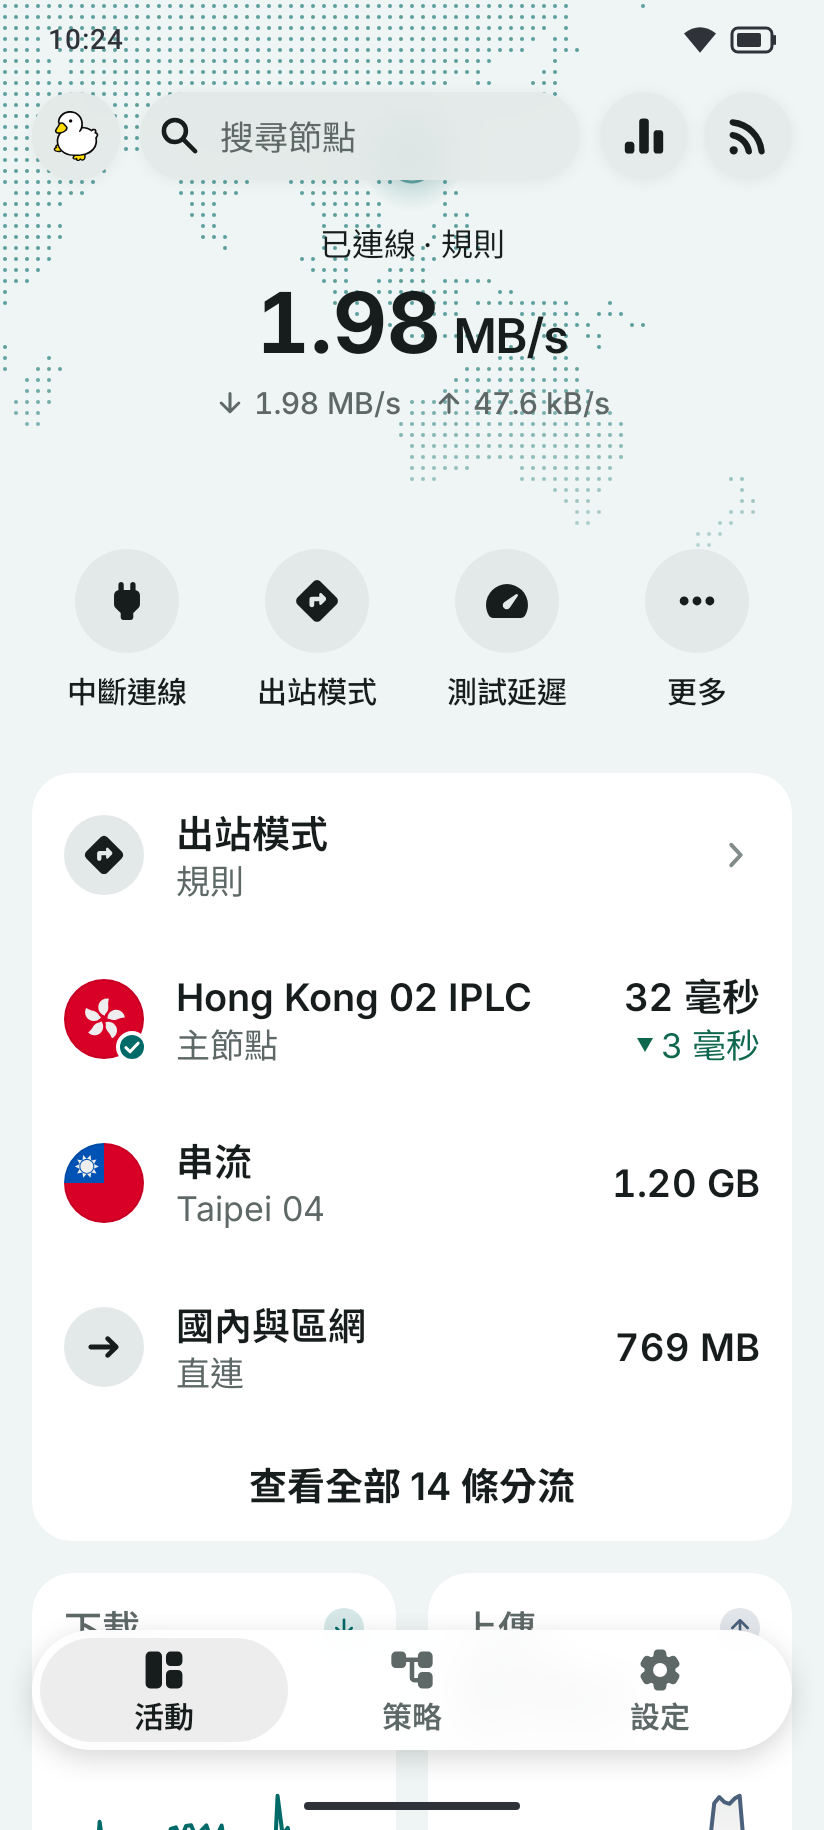 10:24
搜尋節點
已連線 · 規則
1.98 MB/s
↓ 1.98 MB/s ↑ 47.6 kB/s
中斷連線 出站模式 測試延遲 更多
出站模式
規則
Hong Kong 02 IPLC 32 毫秒
主節點 ▼3 毫秒
串流
Taipei 04
1.20 GB
國內與區網
直連
769 MB
查看全部 14 條分流
下載 上傳
活動 策略 設定